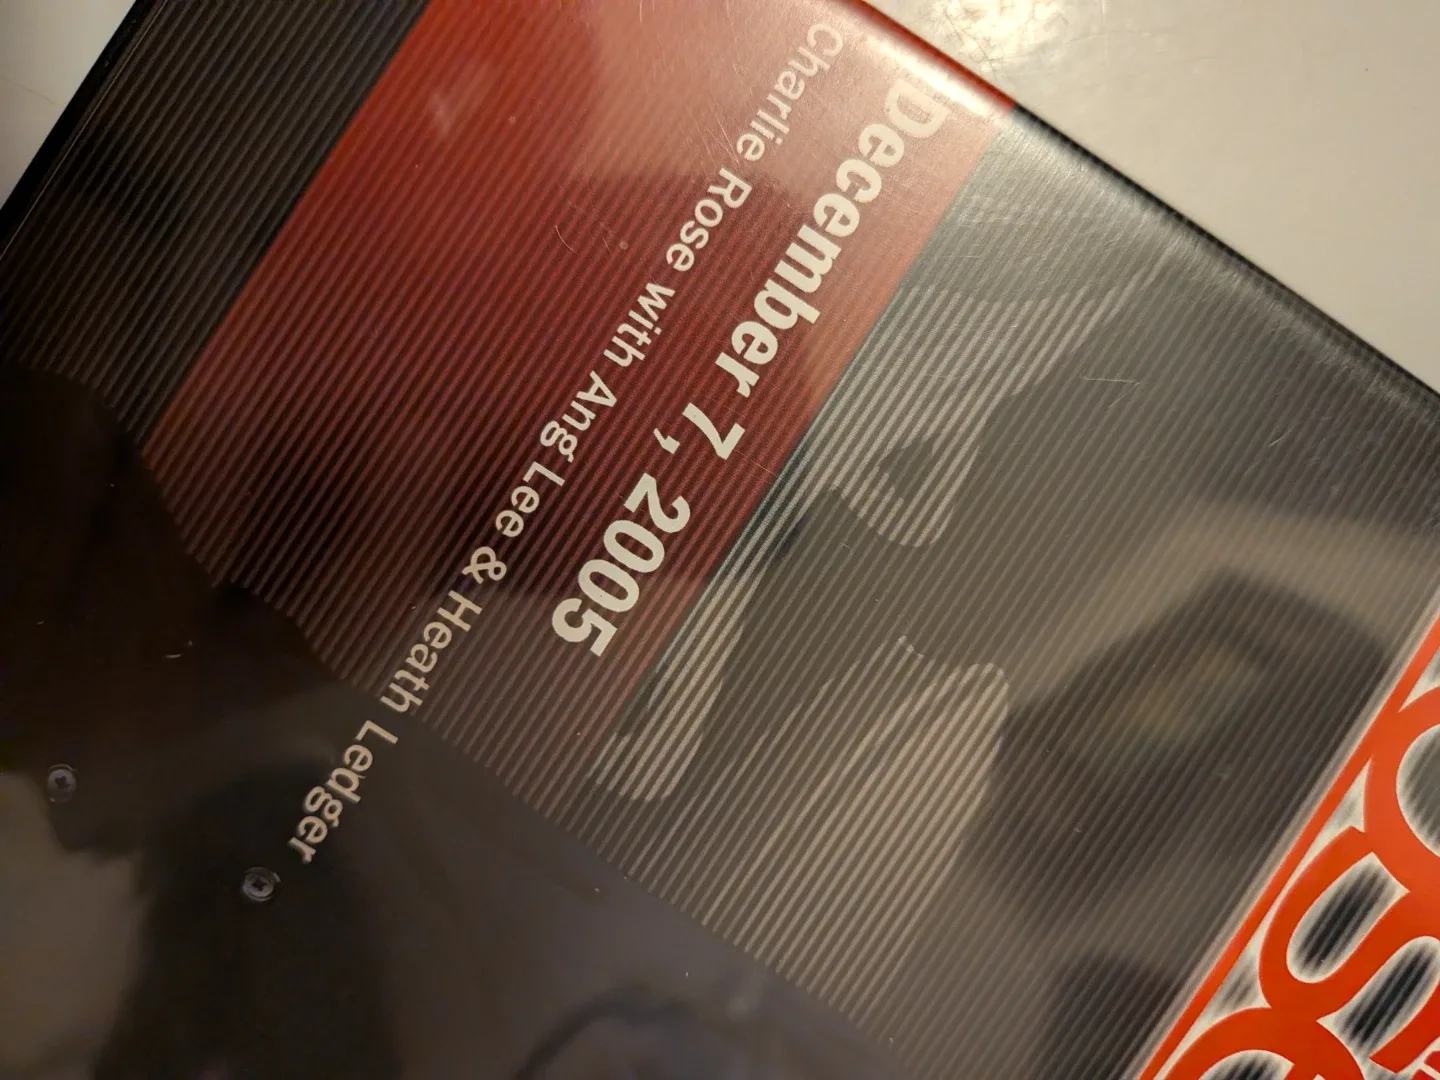 December 7, 2005
Charlie Rose with Ang Lee & Heath Ledger